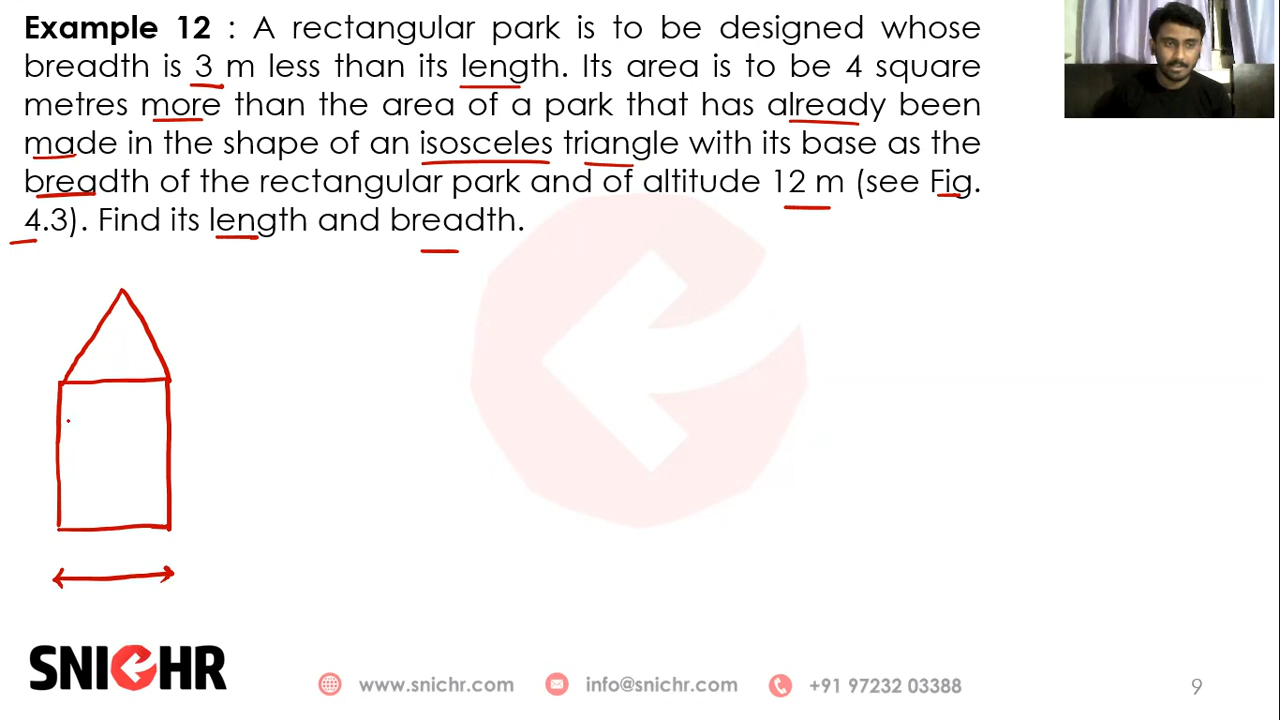 Example 12 : A rectangular park is to be designed whose
breadth is 3 m less than its length. Its area is to be 4 square
metres more than the area of a park that has already been
made in the shape of an isosceles triangle with its base as the
breadth of the rectangular park and of altitude 12 m (see Fig.
4.3). Find its length and breadth.
SNICHR
www.snichr.com info@snichr.com +91 97232 03388 9